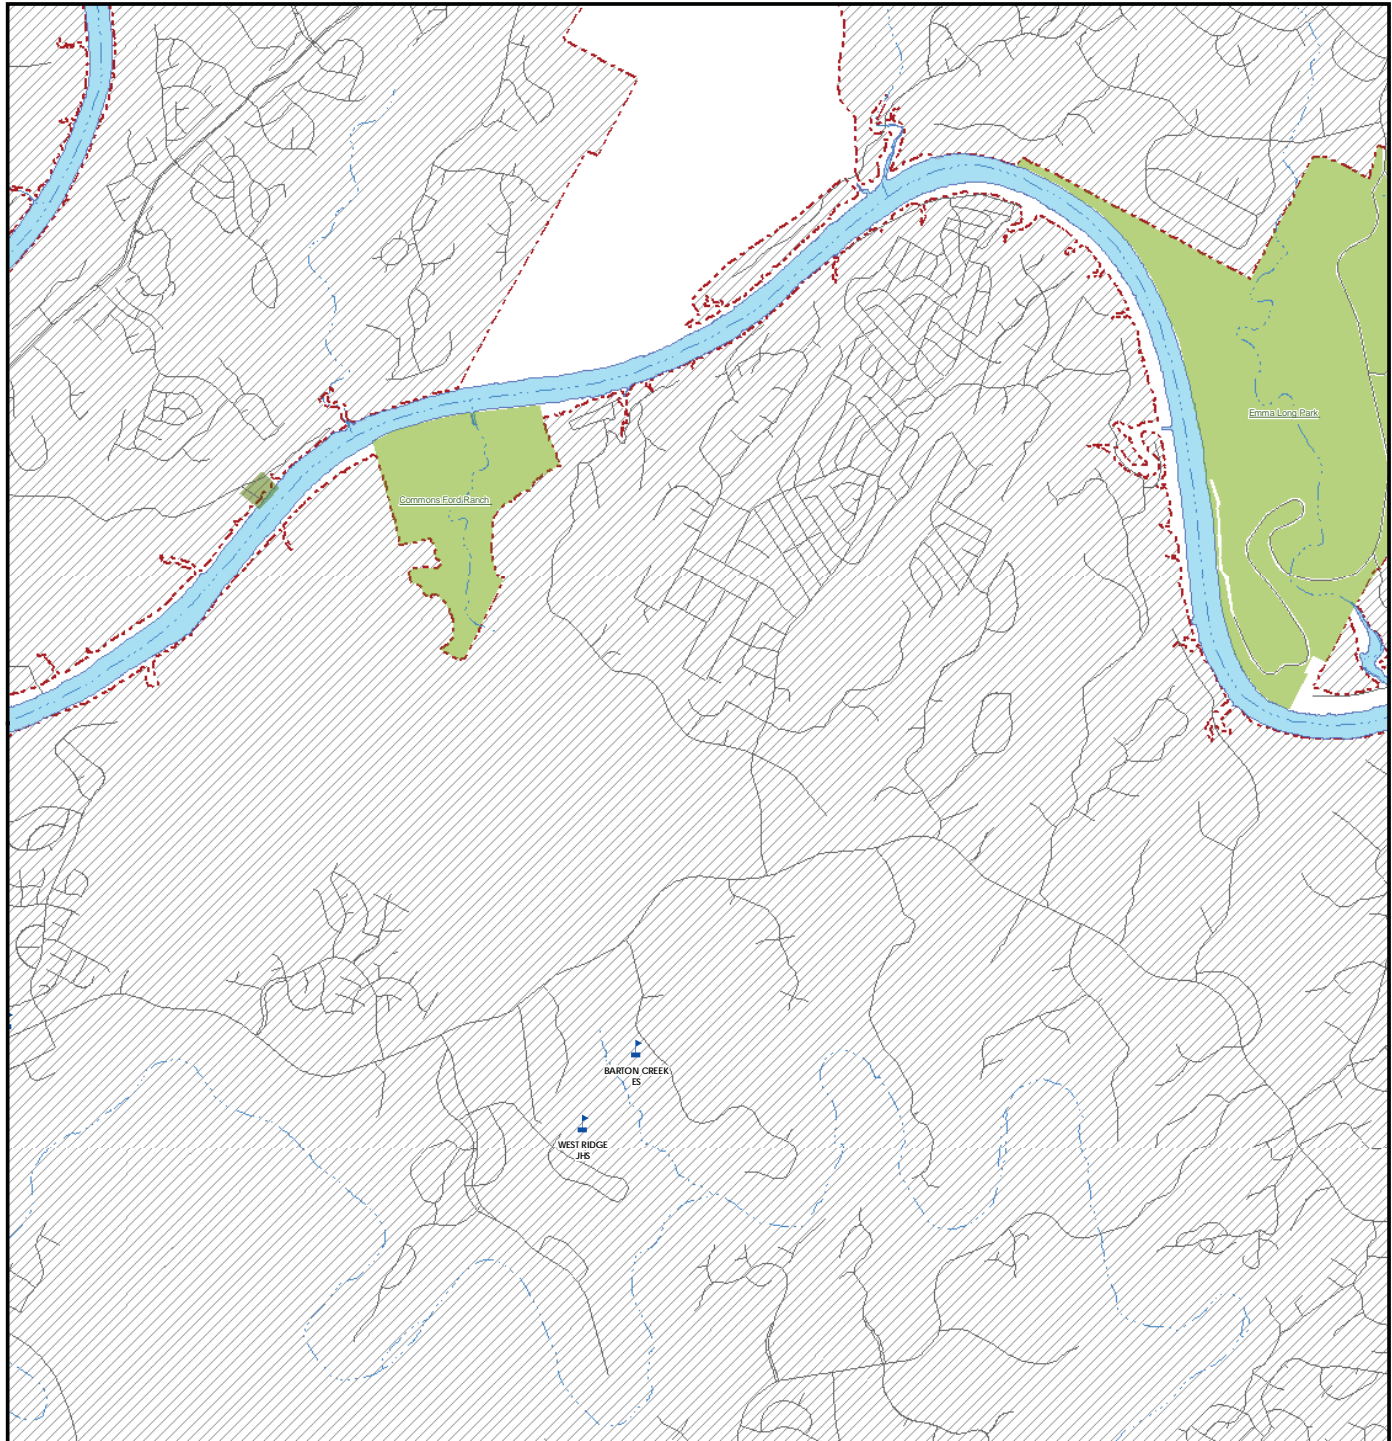 Emma Long Park
Commons Ford Ranch
BARTON CREEK
ES
WEST RIDGE
JHS